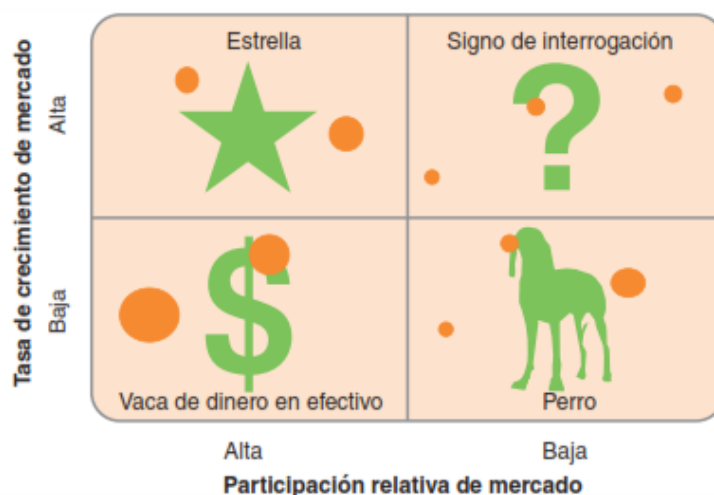 Estrella
Signo de interrogación
Tasa de crecimiento de mercado
Alta
Baja
Vaca de dinero en efectivo
Perro
Alta
Baja
Participación relativa de mercado